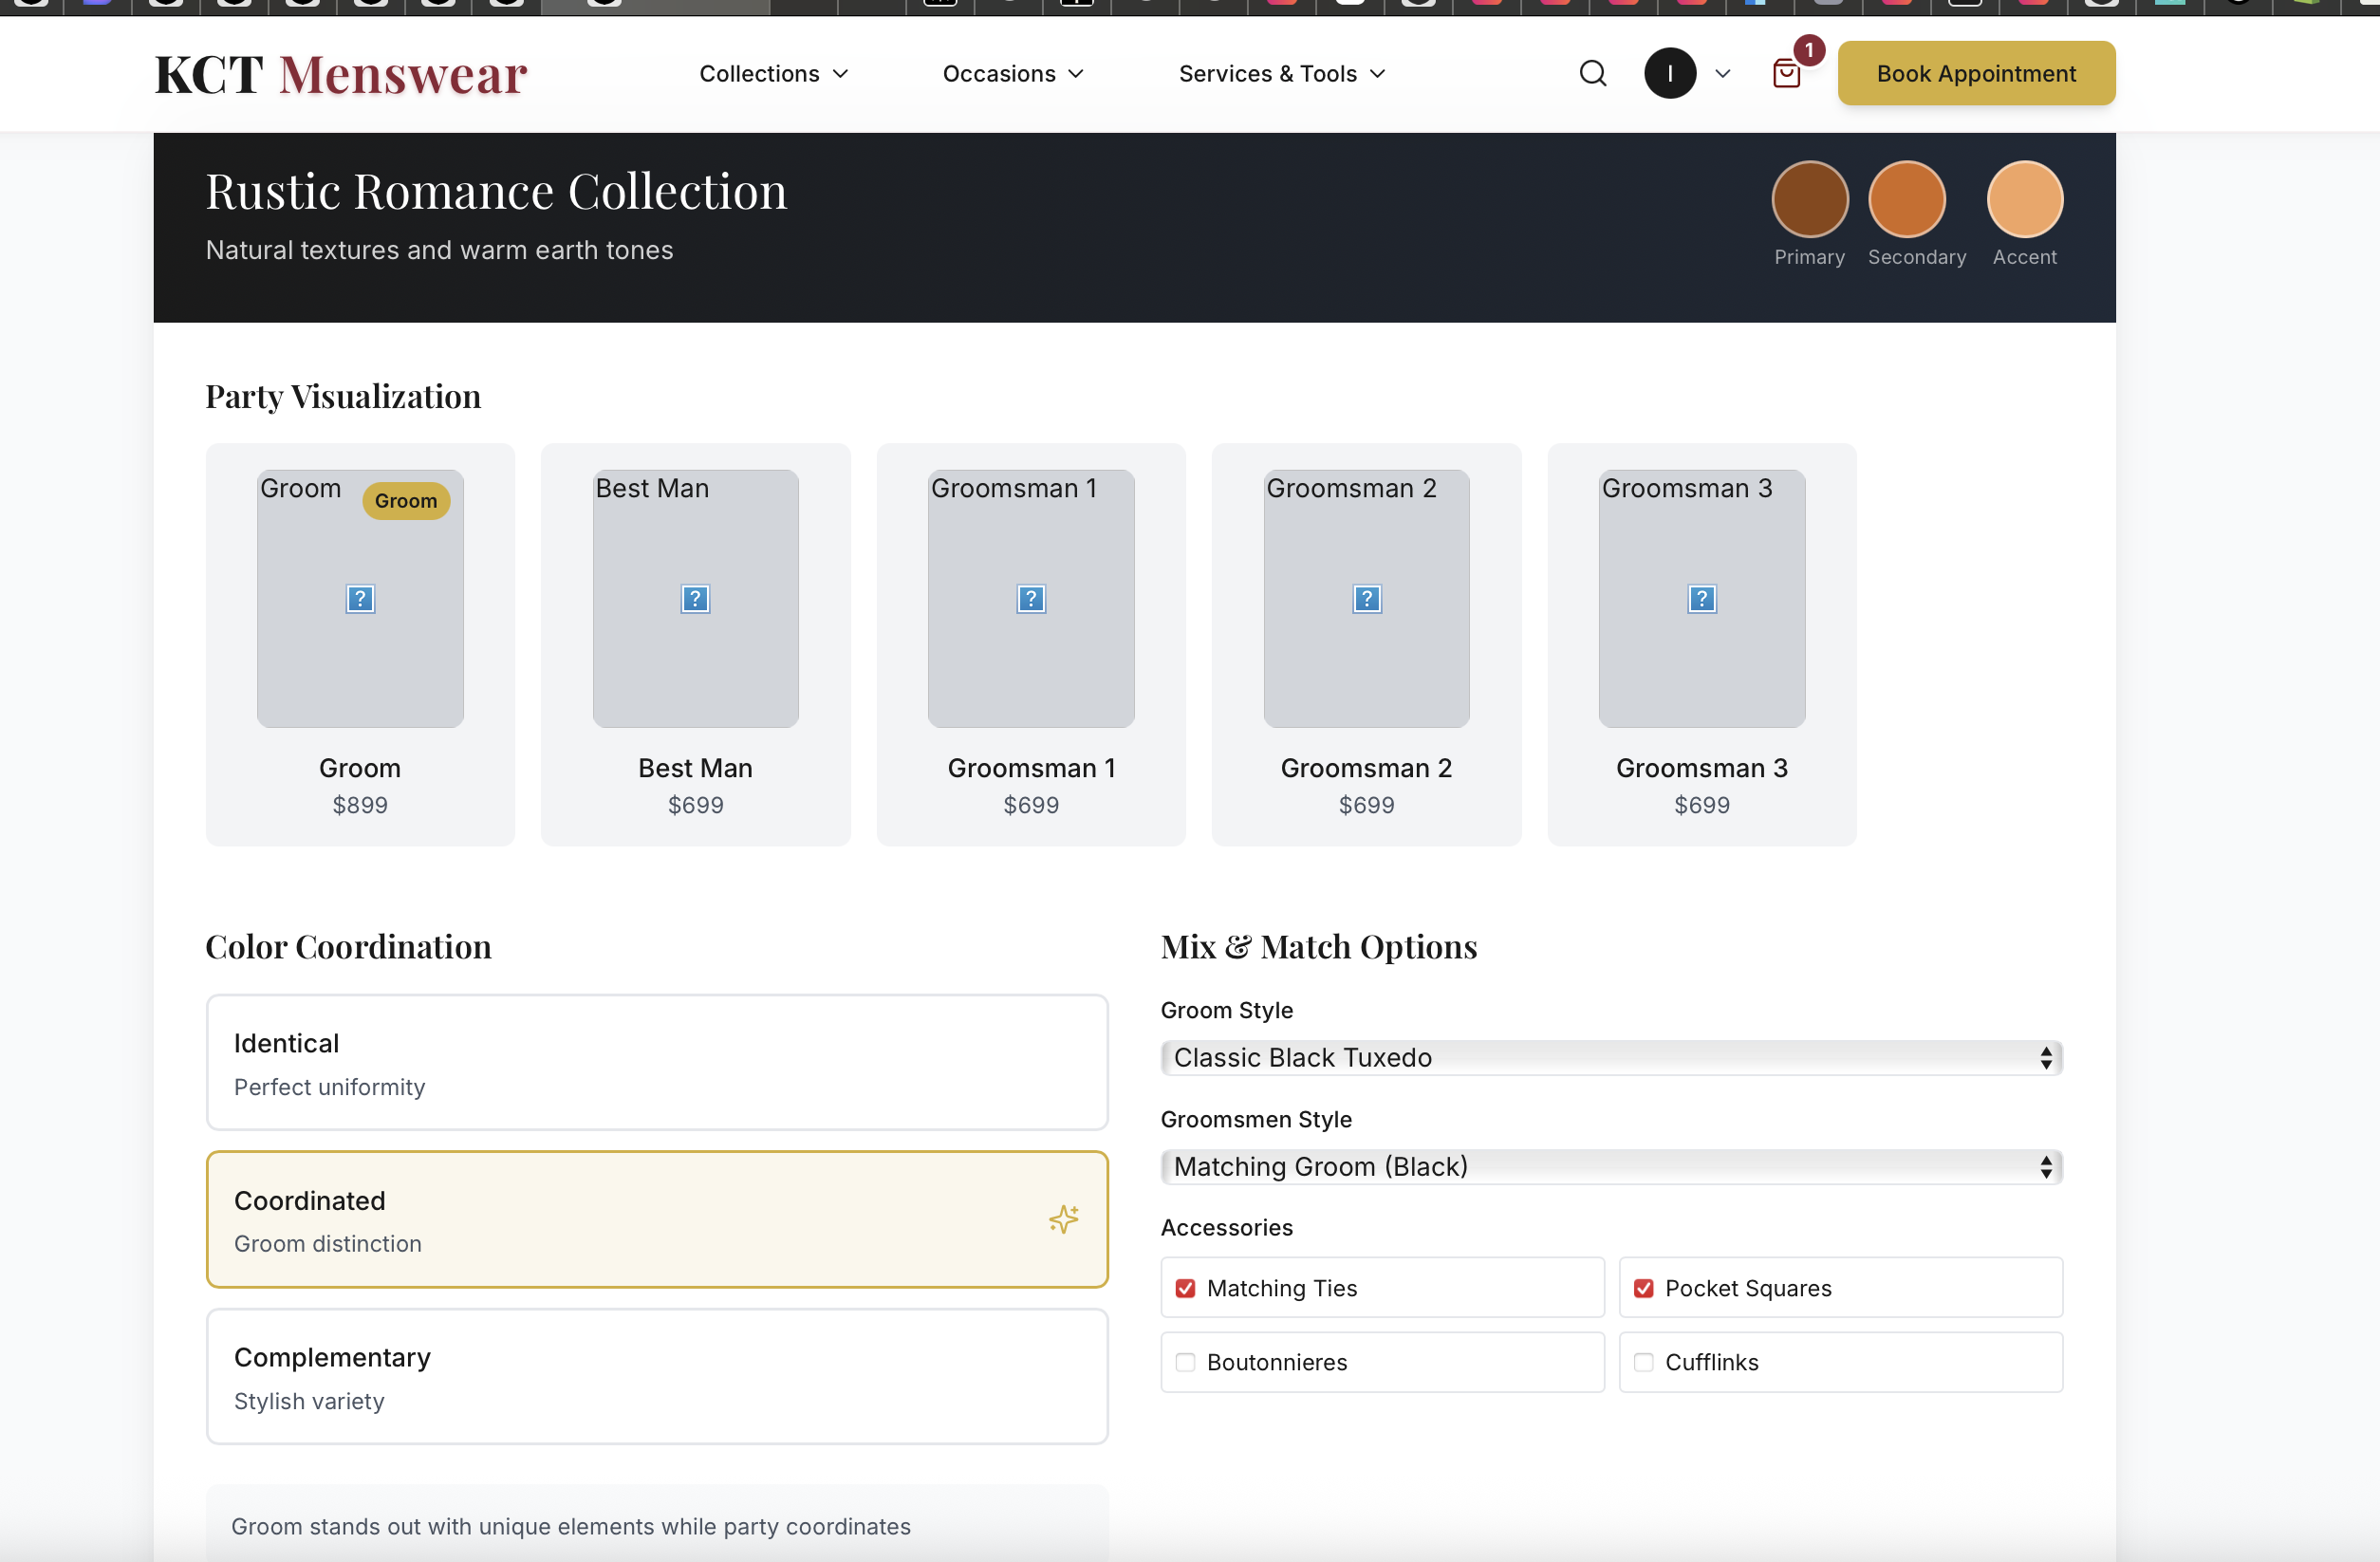 KCT Menswear
Collections
Occasions
Services & Tools
I
1
Book Appointment
Rustic Romance Collection
Natural textures and warm earth tones
Primary
Secondary
Accent
Party Visualization
Groom
Groom
?
Groom
$899
Best Man
?
Best Man
$699
Groomsman 1
?
Groomsman 1
$699
Groomsman 2
?
Groomsman 2
$699
Groomsman 3
?
Groomsman 3
$699
Color Coordination
Identical
Perfect uniformity
Coordinated
Groom distinction
Complementary
Stylish variety
Groom stands out with unique elements while party coordinates
Mix & Match Options
Groom Style
Classic Black Tuxedo
Groomsmen Style
Matching Groom (Black)
Accessories
Matching Ties
Pocket Squares
Boutonnieres
Cufflinks